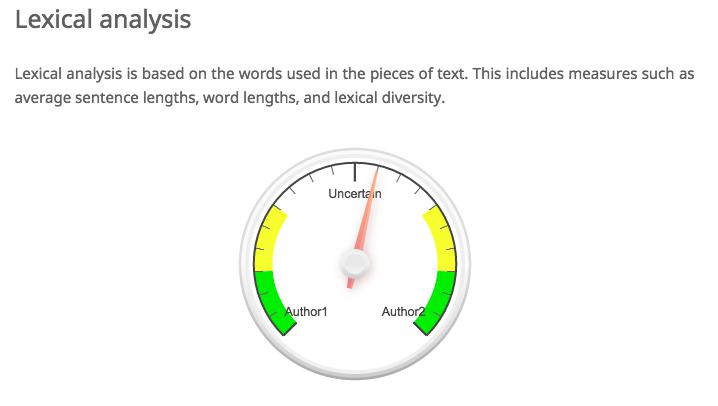 Lexical analysis
Lexical analysis is based on the words used in the pieces of text. This includes measures such as
average sentence lengths, word lengths, and lexical diversity.
Uncertain
Author1
Author2